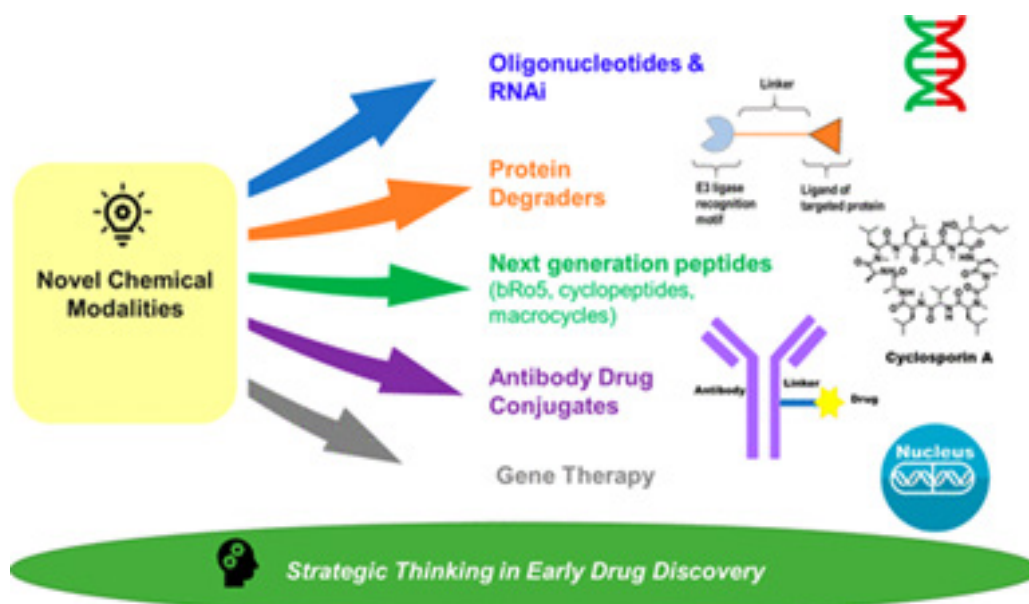 Novel Chemical
Modalities
Oligonucleotides &
RNAi
Protein
Degraders
Linker
E3 ligase
recognition
motif
Ligand of
targeted protein
Next generation peptides
(bRo5, cyclopeptides,
macrocycles)
Cyclosporin A
Antibody Drug
Conjugates
Antibody
Linker
Drug
Gene Therapy
Nucleus
Strategic Thinking in Early Drug Discovery